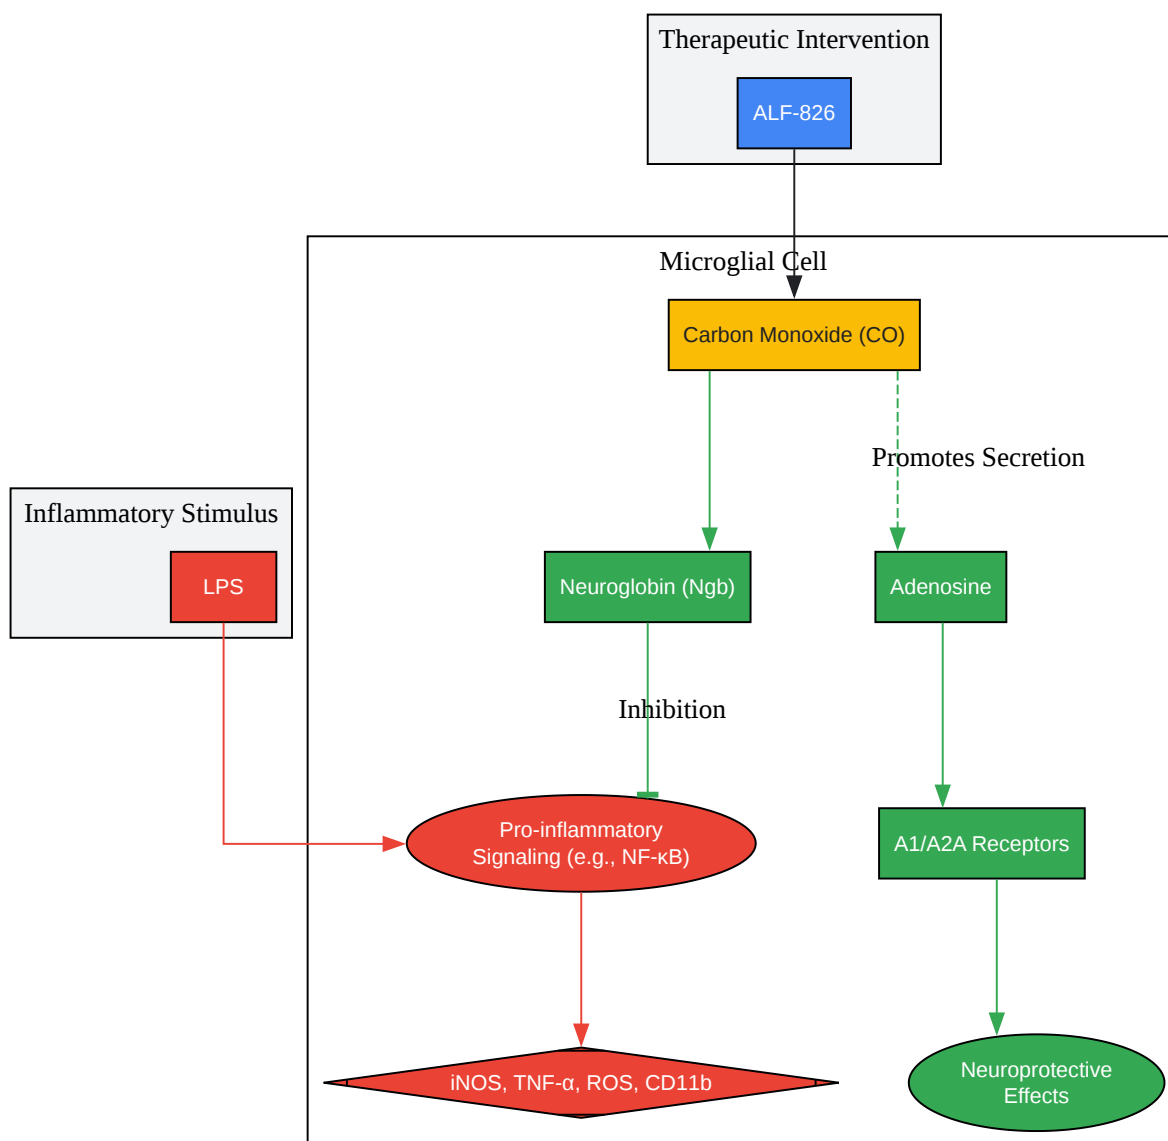 Therapeutic Intervention
ALF-826
Microglial Cell
Carbon Monoxide (CO)
Promotes Secretion
Inflammatory Stimulus
LPS
Neuroglobin (Ngb)
Adenosine
Inhibition
Pro-inflammatory
Signaling (e.g., NF-κB)
A1/A2A Receptors
iNOS, TNF-α, ROS, CD11b
Neuroprotective
Effects